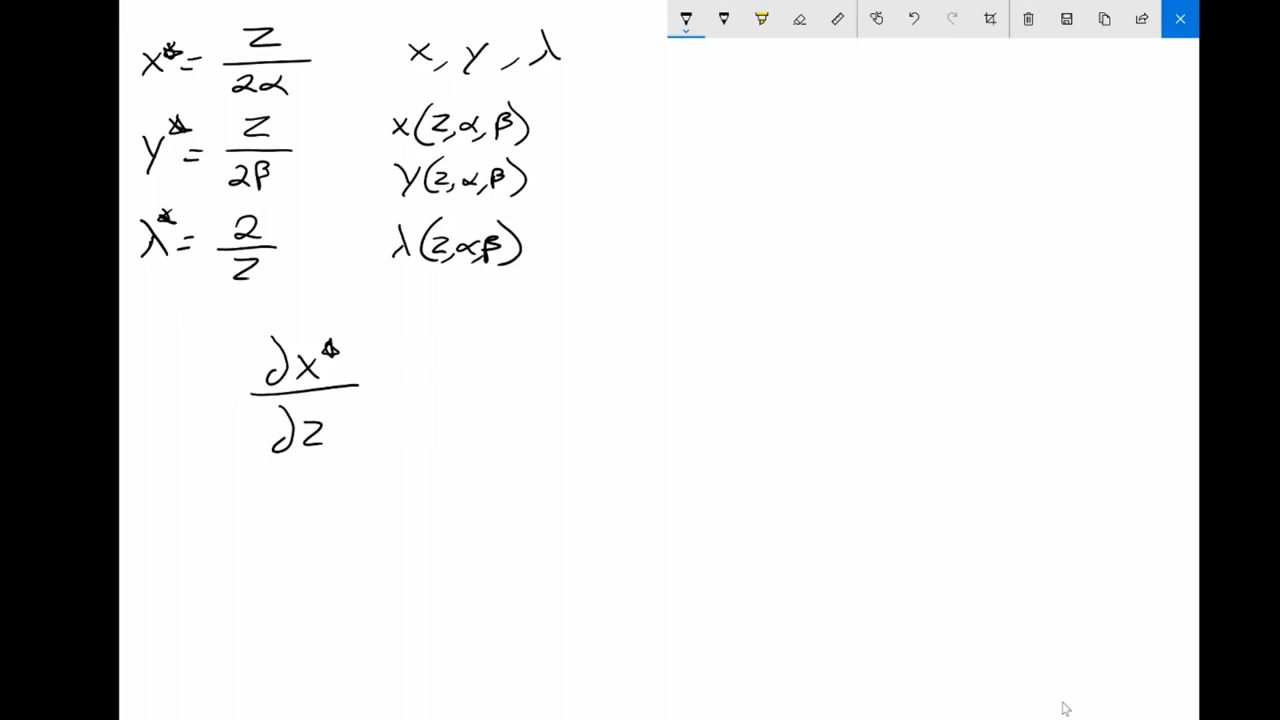 x* = z/2α
y* = z/2β
λ* = 2/z
x, y, λ
x(z,α,β)
y(z,α,β)
λ(z,α,β)
∂x*/∂z